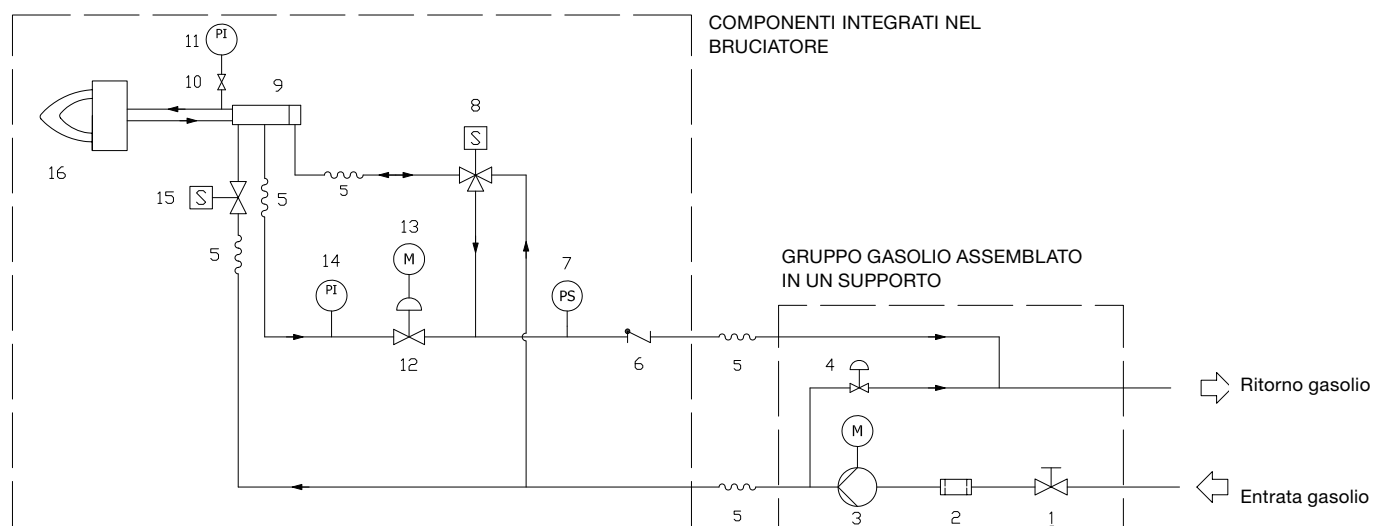 COMPONENTI INTEGRATI NEL
BRUCIATORE
11 PI
10
9
8
S
16
15 S
5
5
5
13
M
14
PI
7
PS
5
12
6
5
GRUPPO GASOLIO ASSEMBLATO
IN UN SUPPORTO
4
Ritorno gasolio
M
Entrata gasolio
5
3
2
1